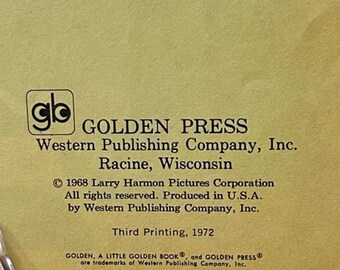 gb
GOLDEN PRESS
Western Publishing Company, Inc.
Racine, Wisconsin
© 1968 Larry Harmon Pictures Corporation
All rights reserved. Produced in U.S.A.
by Western Publishing Company, Inc.
Third Printing, 1972
GOLDEN, A LITTLE GOLDEN BOOK®, and GOLDEN PRESS®
are trademarks of Western Publishing Company, Inc.